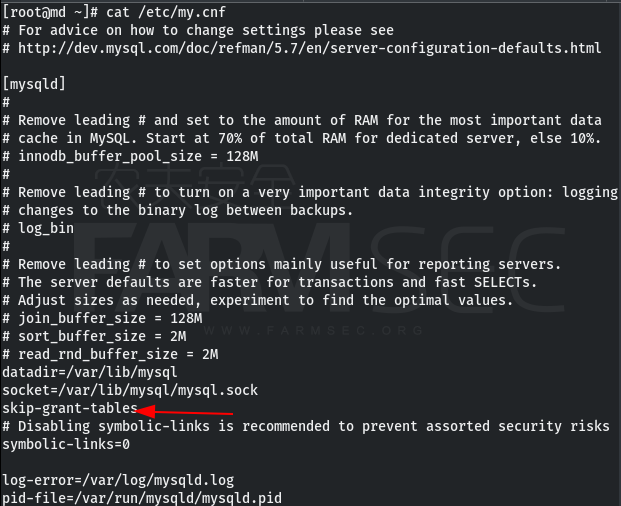 [root@md ~]# cat /etc/my.cnf
# For advice on how to change settings please see
# http://dev.mysql.com/doc/refman/5.7/en/server-configuration-defaults.html

[mysqld]
#
# Remove leading # and set to the amount of RAM for the most important data
# cache in MySQL. Start at 70% of total RAM for dedicated server, else 10%.
# innodb_buffer_pool_size = 128M
#
# Remove leading # to turn on a very important data integrity option: logging
# changes to the binary log between backups.
# log_bin
#
# Remove leading # to set options mainly useful for reporting servers.
# The server defaults are faster for transactions and fast SELECTs.
# Adjust sizes as needed, experiment to find the optimal values.
# join_buffer_size = 128M
# sort_buffer_size = 2M
# read_rnd_buffer_size = 2M
datadir=/var/lib/mysql
socket=/var/lib/mysql/mysql.sock
skip-grant-tables
# Disabling symbolic-links is recommended to prevent assorted security risks
symbolic-links=0

log-error=/var/log/mysqld.log
pid-file=/var/run/mysqld/mysqld.pid
农夫安全
FARMSEC
WWW.FARMSEC.ORG